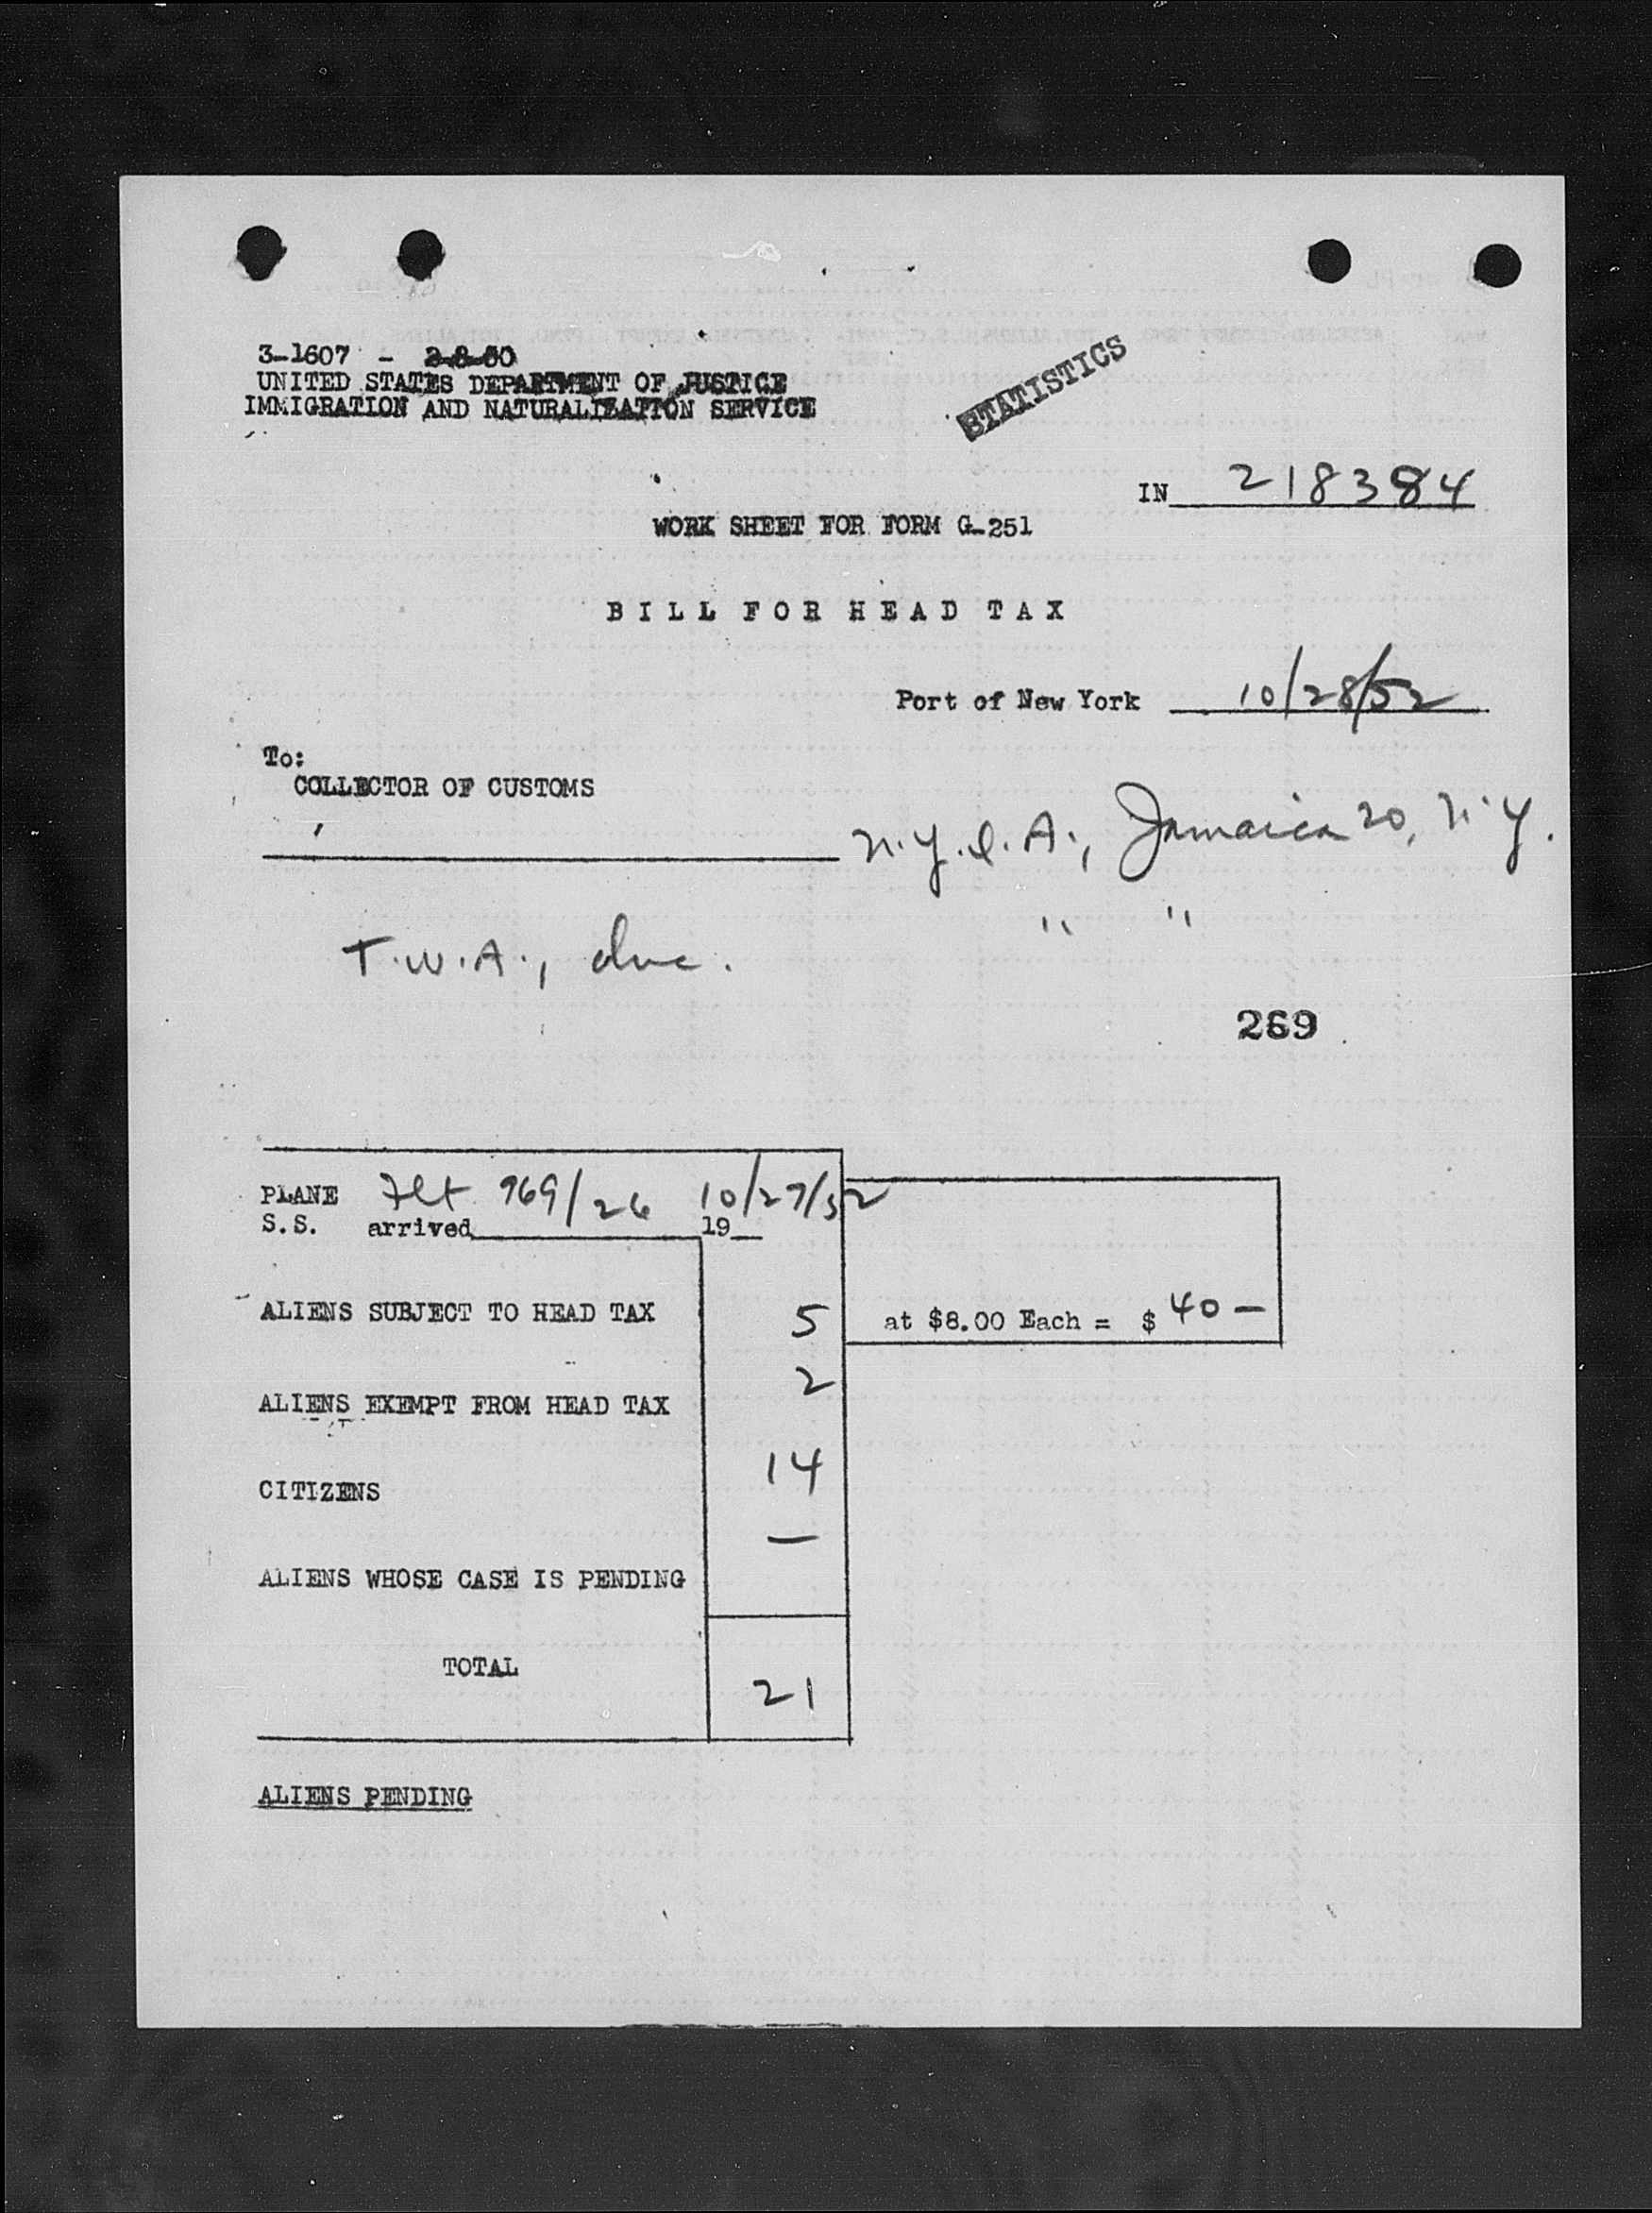 3-1607 - 2-8-50
UNITED STATES DEPARTMENT OF JUSTICE
IMMIGRATION AND NATURALIZATION SERVICE
STATISTICS
IN 218384
WORK SHEET FOR FORM G-251
BILL FOR HEAD TAX
Port of New York 10/28/52
To:
COLLECTOR OF CUSTOMS
N.Y.I.A., Jamaica 20, N.Y.
T.W.A., Inc. " "
269
PLANE Flt 969/26 10/27/52
S.S. arrived 19
ALIENS SUBJECT TO HEAD TAX 5 at $8.00 Each = $ 40 —
ALIENS EXEMPT FROM HEAD TAX 2
CITIZENS 14
ALIENS WHOSE CASE IS PENDING —
TOTAL 21
ALIENS PENDING